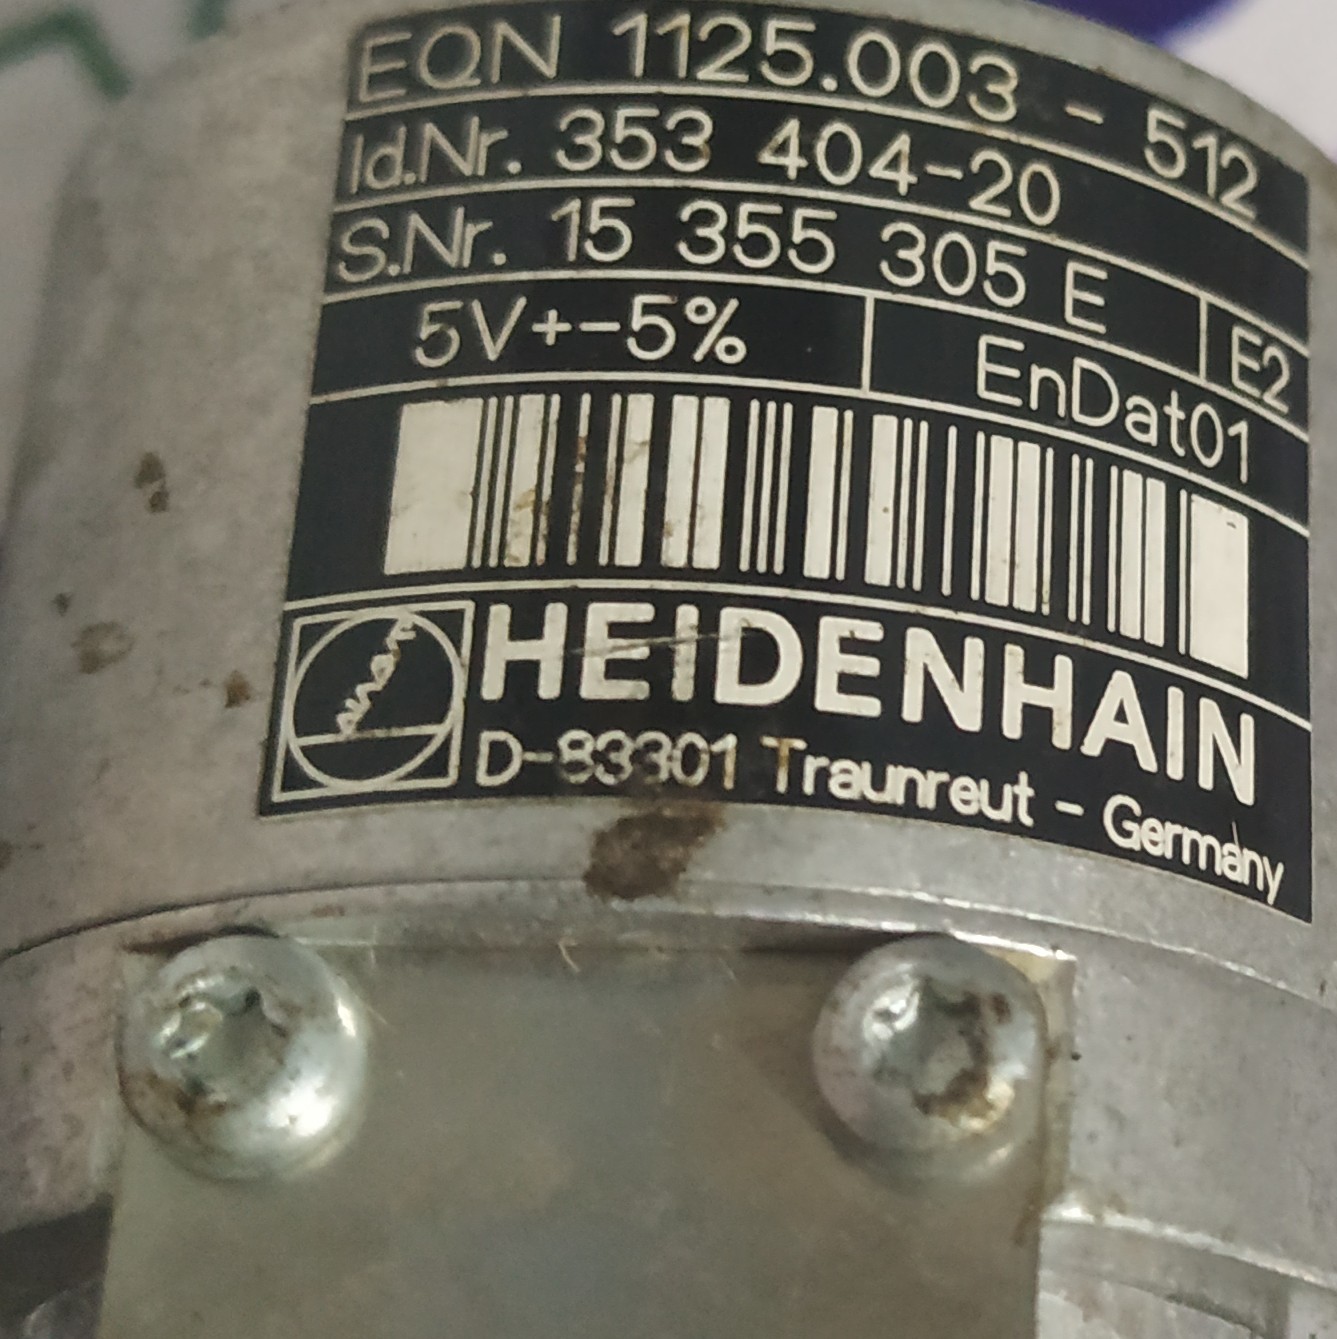 EQN 1125.003 - 512
Id.Nr. 353 404-20
S.Nr. 15 355 305 E E2
5V+-5% EnDat01
HEIDENHAIN
D-83301 Traunreut - Germany